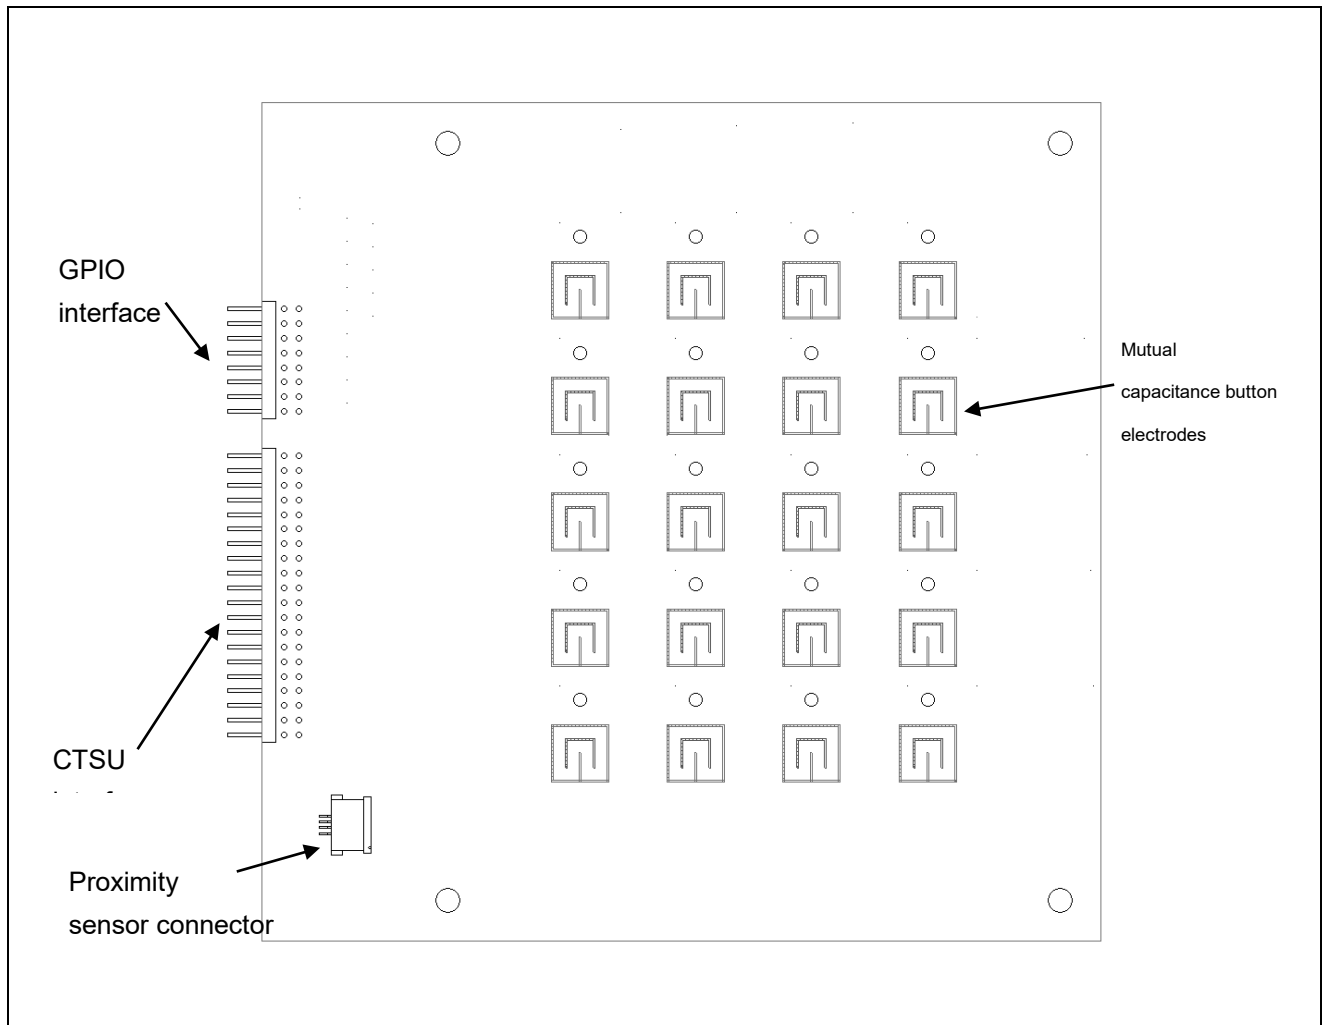 GPIO
interface
Mutual
capacitance button
electrodes
CTSU
Proximity
sensor connector